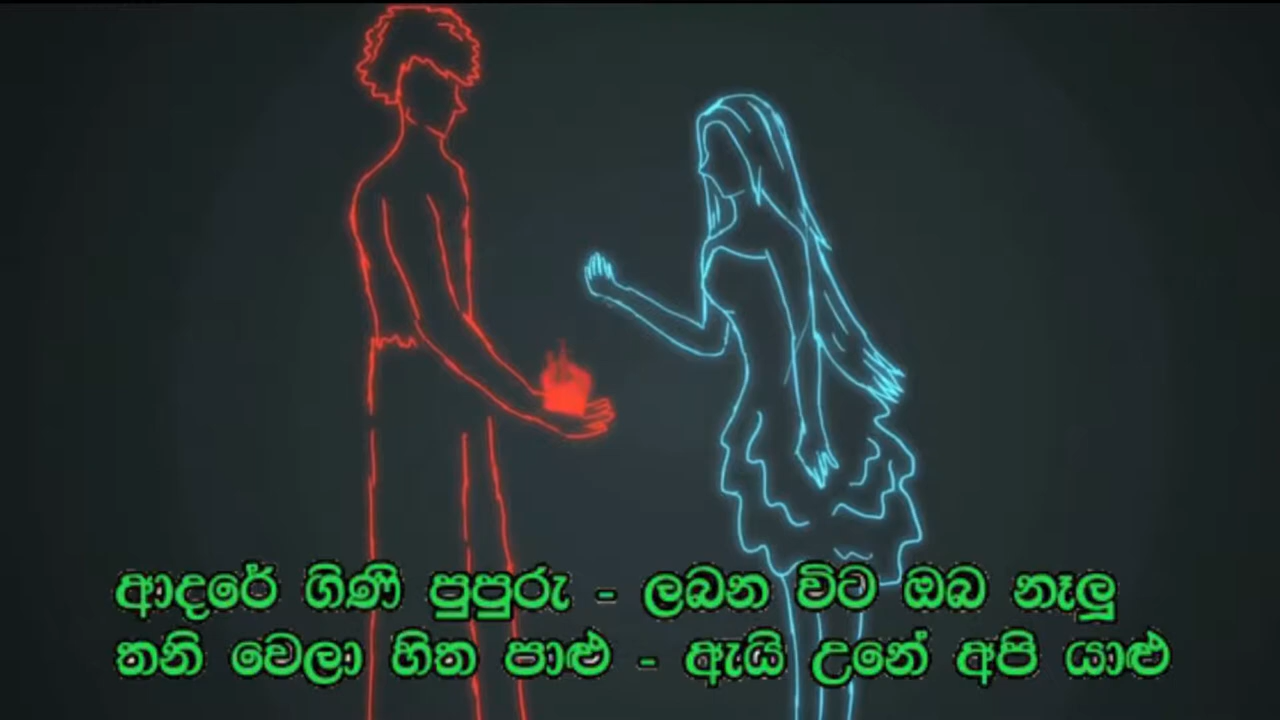 ආදරේ ගිණි පුපුරු - ලබන විට ඔබ නෑලූ
තනි වෙලා හිත පාළු - ඇයි උනේ අපි යාළු